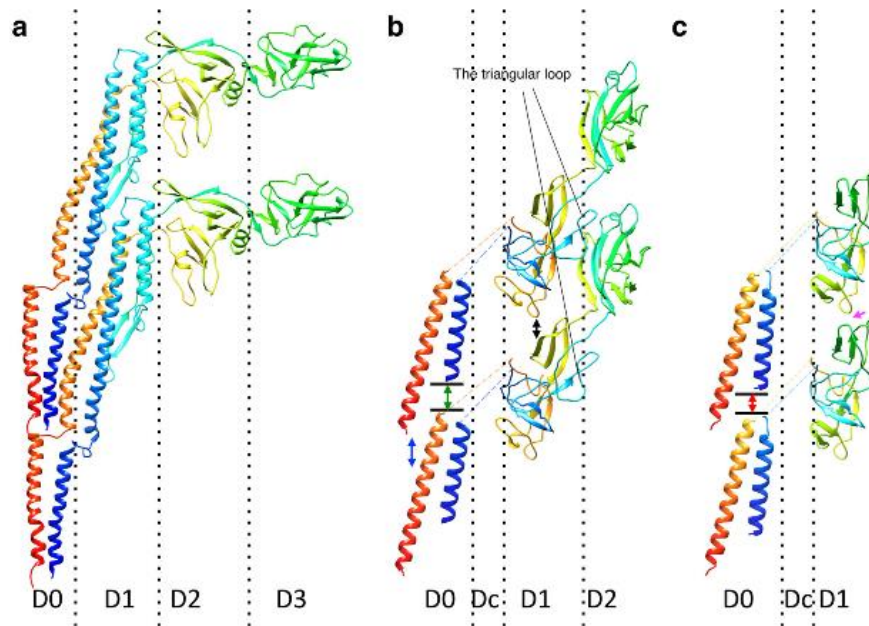 a
b
c
The triangular loop
D0 D1 D2 D3
D0 Dc D1 D2
D0 Dc D1